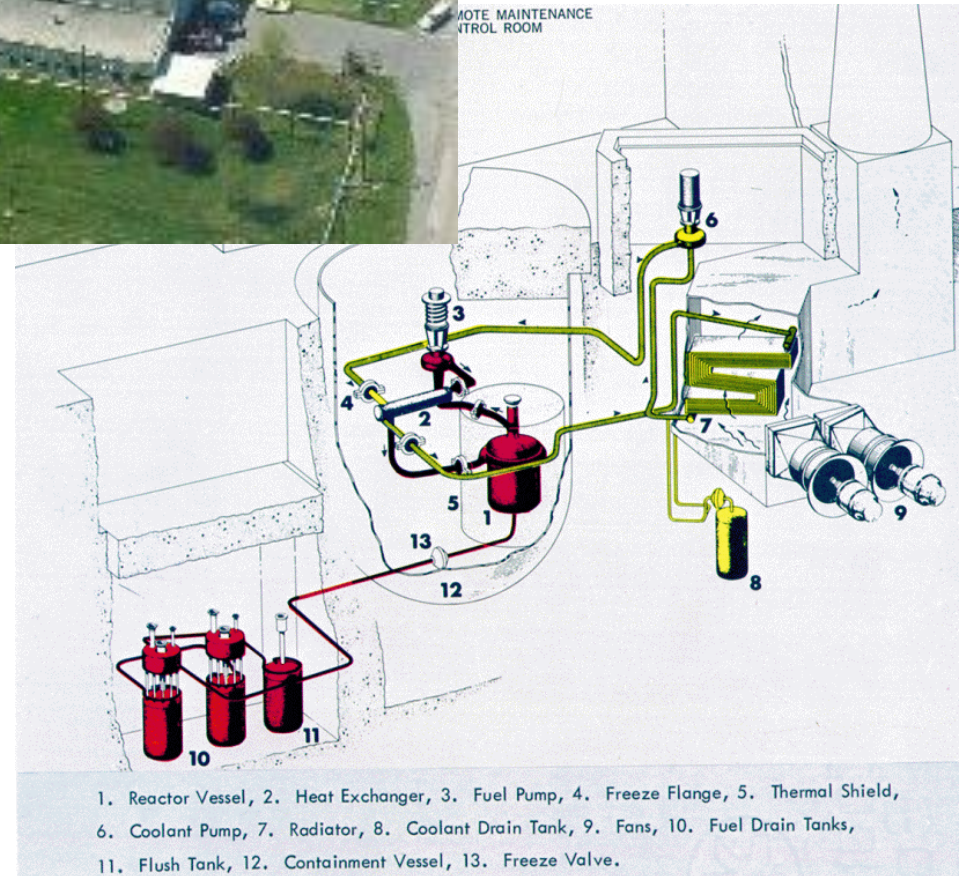 MOTE MAINTENANCE
NTROL ROOM
6
3
4
2
7
5
1
9
13
8
12
11
10
1. Reactor Vessel, 2. Heat Exchanger, 3. Fuel Pump, 4. Freeze Flange, 5. Thermal Shield,
6. Coolant Pump, 7. Radiator, 8. Coolant Drain Tank, 9. Fans, 10. Fuel Drain Tanks,
11. Flush Tank, 12. Containment Vessel, 13. Freeze Valve.